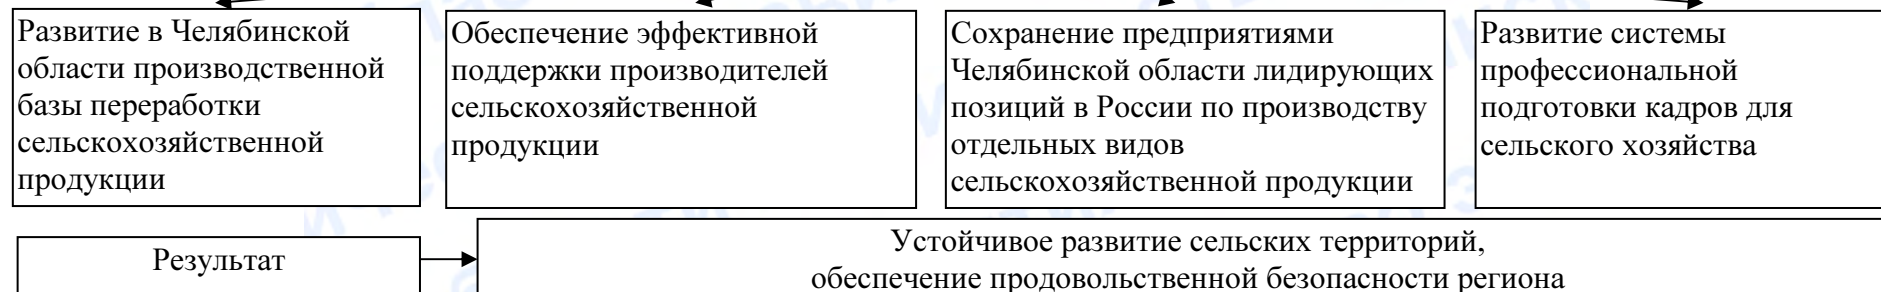 Развитие в Челябинской
области производственной
базы переработки
сельскохозяйственной
продукции
Обеспечение эффективной
поддержки производителей
сельскохозяйственной
продукции
Сохранение предприятиями
Челябинской области лидирующих
позиций в России по производству
отдельных видов
сельскохозяйственной продукции
Развитие системы
профессиональной
подготовки кадров для
сельского хозяйства
Результат
Устойчивое развитие сельских территорий,
обеспечение продовольственной безопасности региона